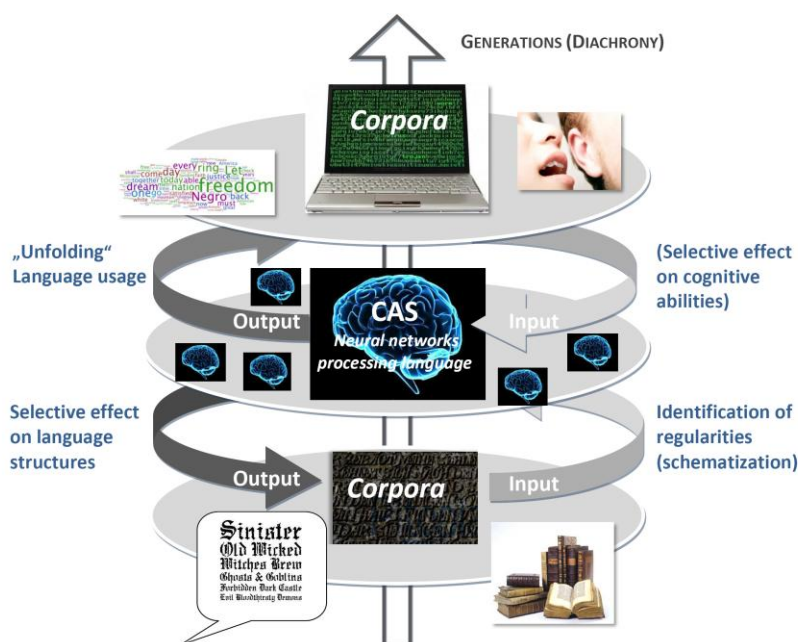 GENERATIONS (DIACHRONY)
Corpora
every ring Let
come day
together today able justice
dream nation freedom
one go Negro back
must
„Unfolding“
Language usage
(Selective effect
on cognitive
abilities)
Output
CAS
Neural networks
processing language
Input
Selective effect
on language
structures
Identification of
regularities
(schematization)
Output
Corpora
Input
Sinister
Old Wicked
Witches Brew
Ghosts & Goblins
Forbidden Dark Castle
Evil Bloodthirsty Demons